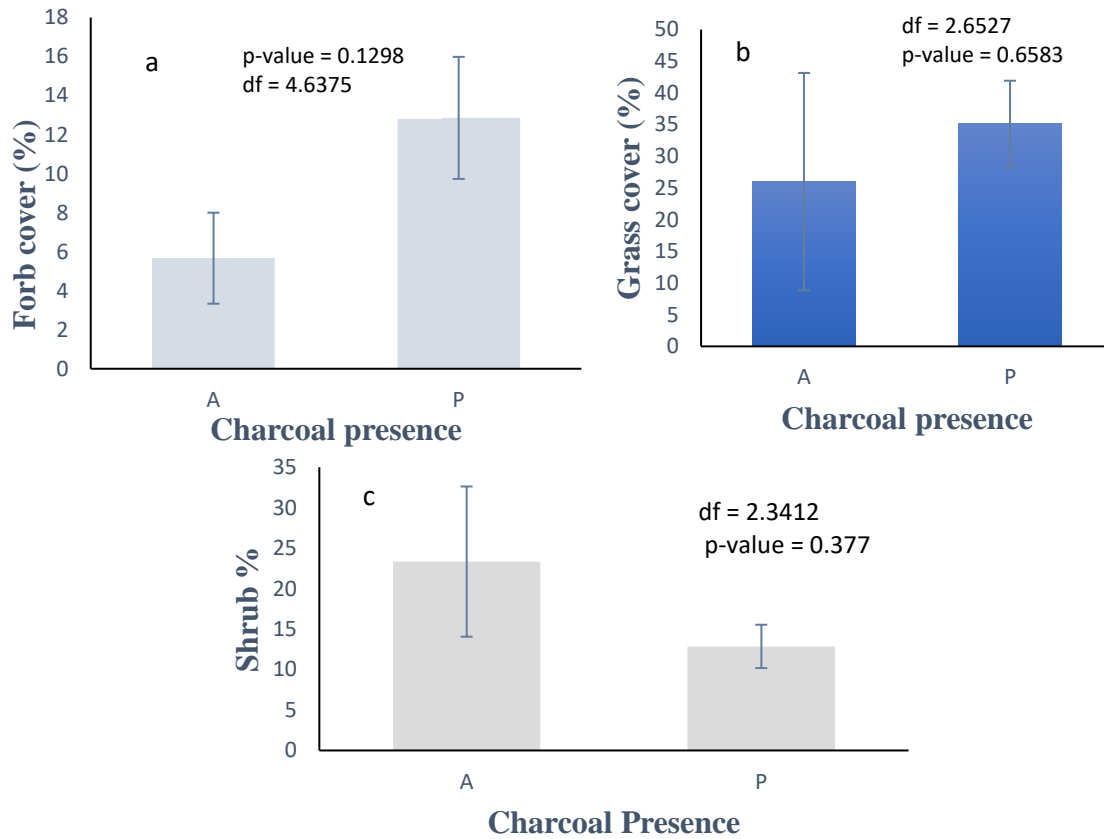 18
16
14
12
10
8
6
4
2
0
Forb cover (%)
a
p-value = 0.1298
df = 4.6375
A
P
Charcoal presence
50
45
40
35
30
25
20
15
10
5
0
Grass cover (%)
b
df = 2.6527
p-value = 0.6583
A
P
Charcoal presence
35
30
25
20
15
10
5
0
Shrub %
c
df = 2.3412
p-value = 0.377
A
P
Charcoal Presence